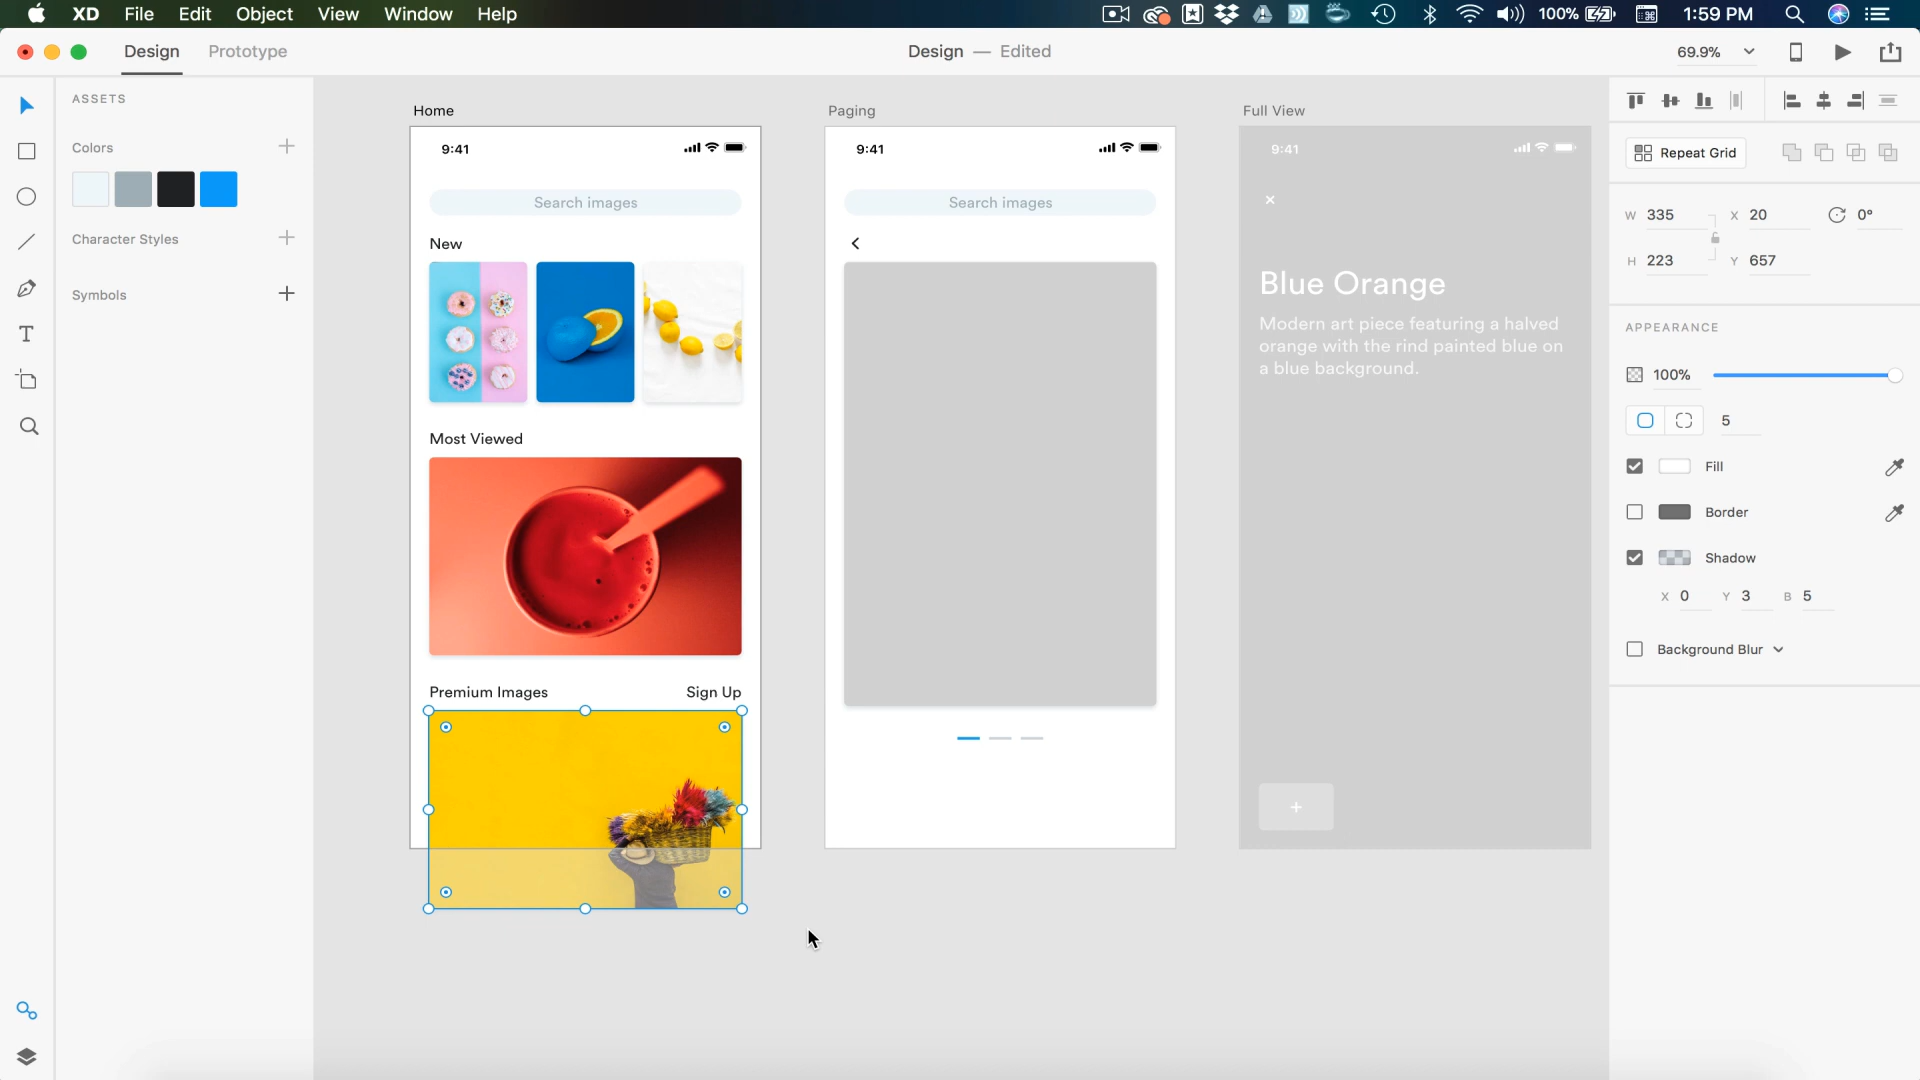 XD File Edit Object View Window Help 100% 1:59 PM
Design Prototype Design — Edited 69.9%
ASSETS
Colors
Character Styles
Symbols
Home
9:41
Search images
New
Most Viewed
Premium Images Sign Up
Paging
9:41
Search images
Full View
9:41
Blue Orange
Modern art piece featuring a halved
orange with the rind painted blue on
a blue background.
Repeat Grid
W 335 X 20 0°
H 223 Y 657
APPEARANCE
100%
5
Fill
Border
Shadow
X 0 Y 3 B 5
Background Blur